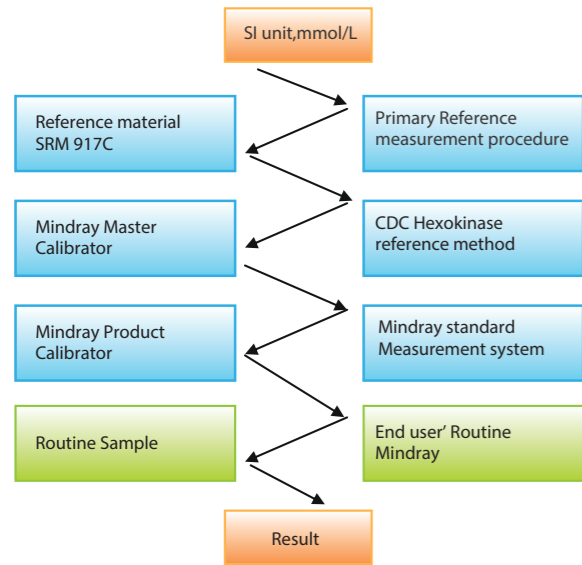 SI unit,mmol/L
Reference material
SRM 917C
Primary Reference
measurement procedure
Mindray Master
Calibrator
CDC Hexokinase
reference method
Mindray Product
Calibrator
Mindray standard
Measurement system
Routine Sample
End user' Routine
Mindray
Result